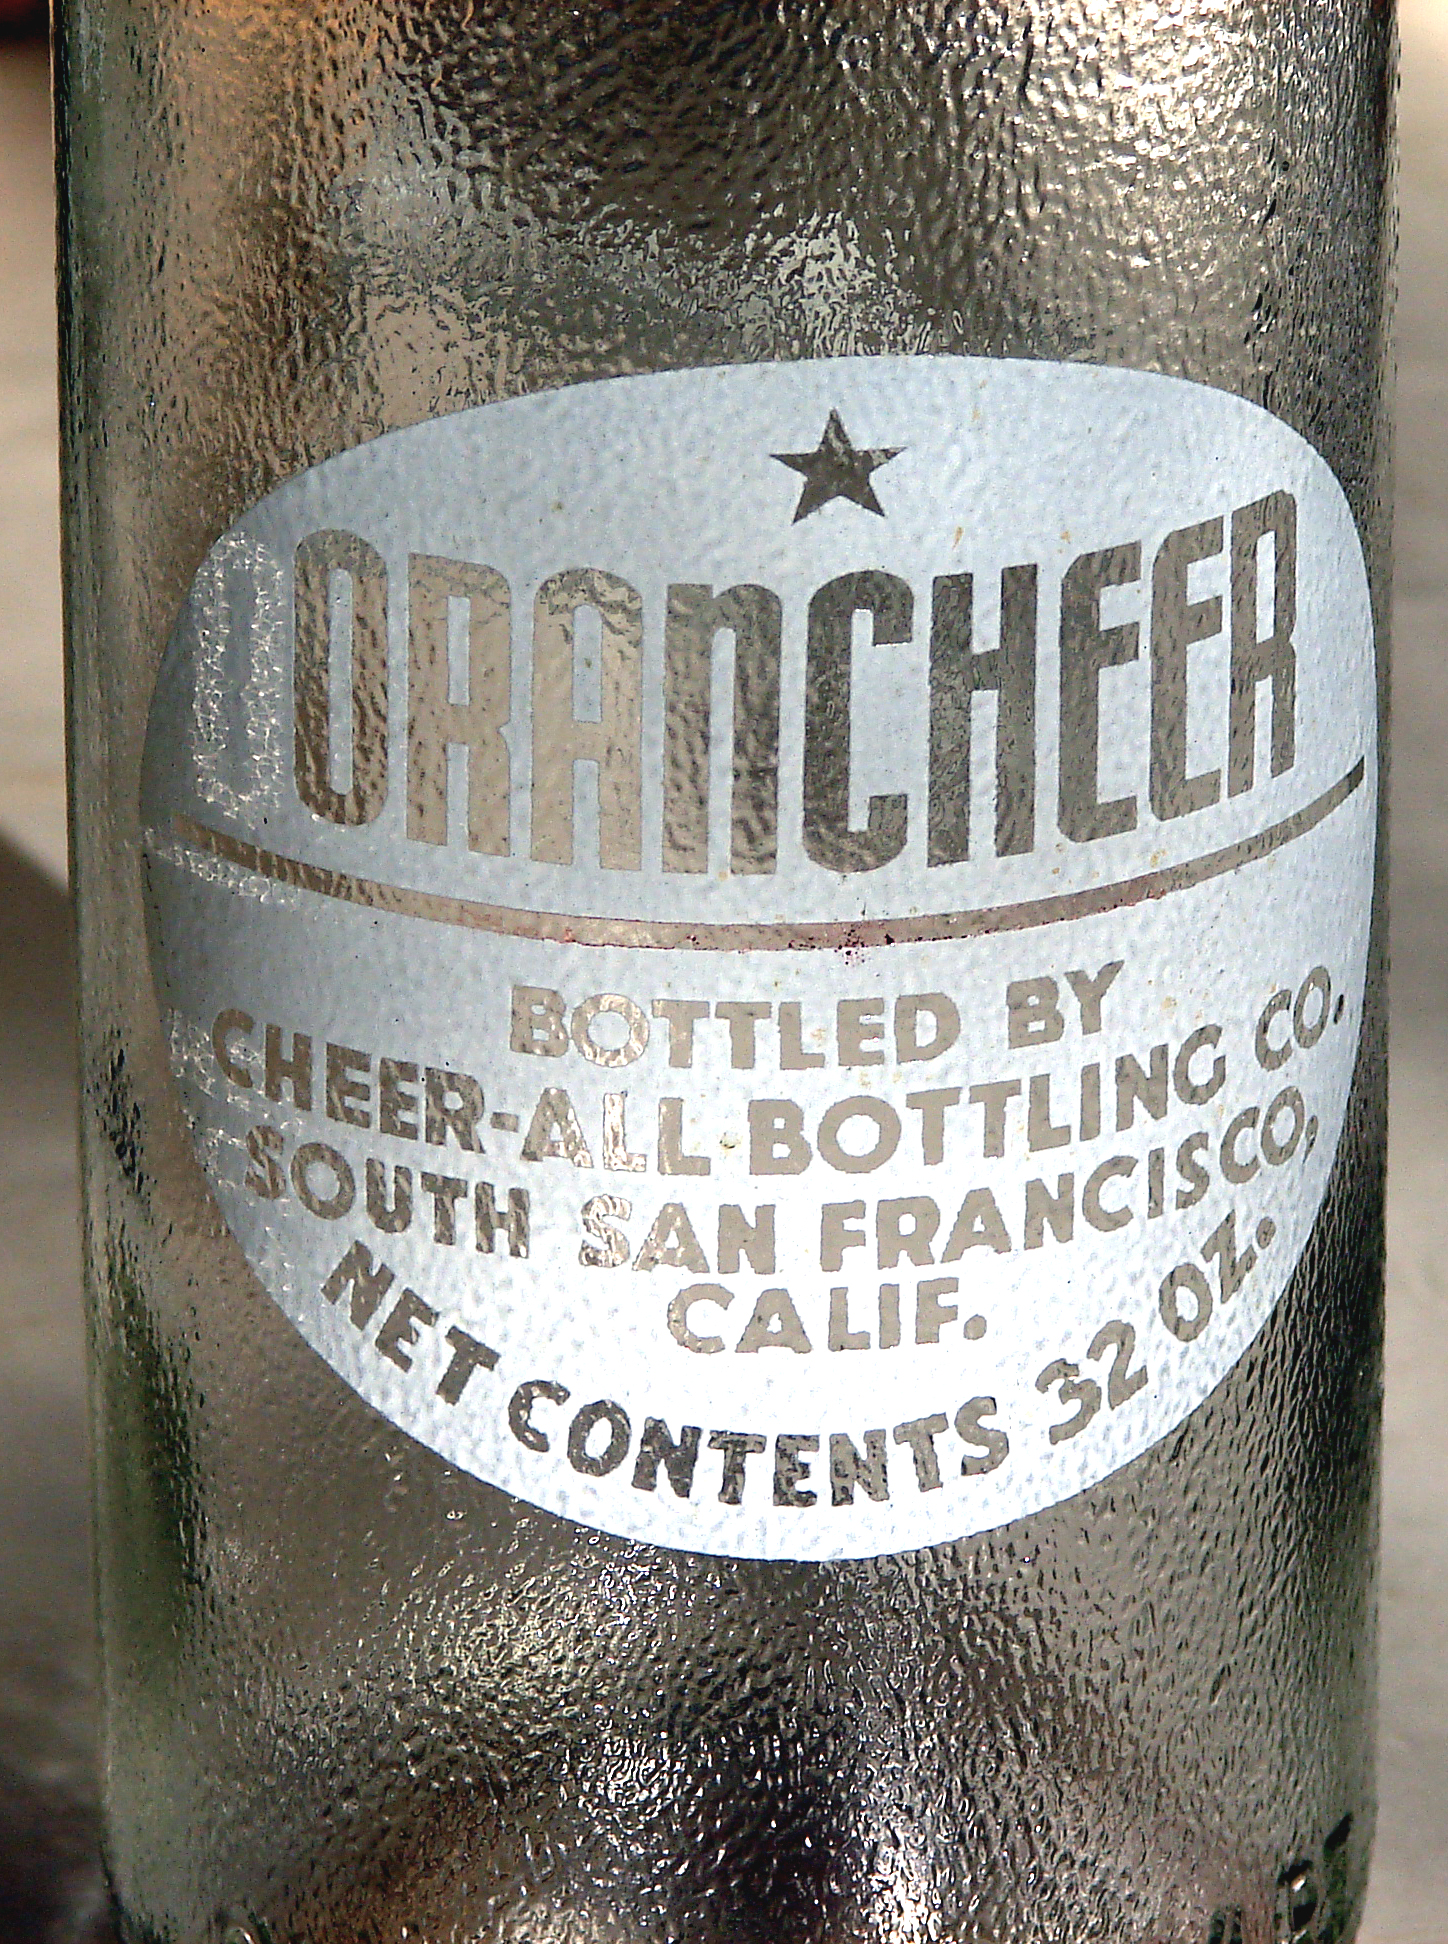 ORANCHEER
BOTTLED BY
CHEER-ALL BOTTLING CO.
SOUTH SAN FRANCISCO,
CALIF.
NET CONTENTS 32 OZ.